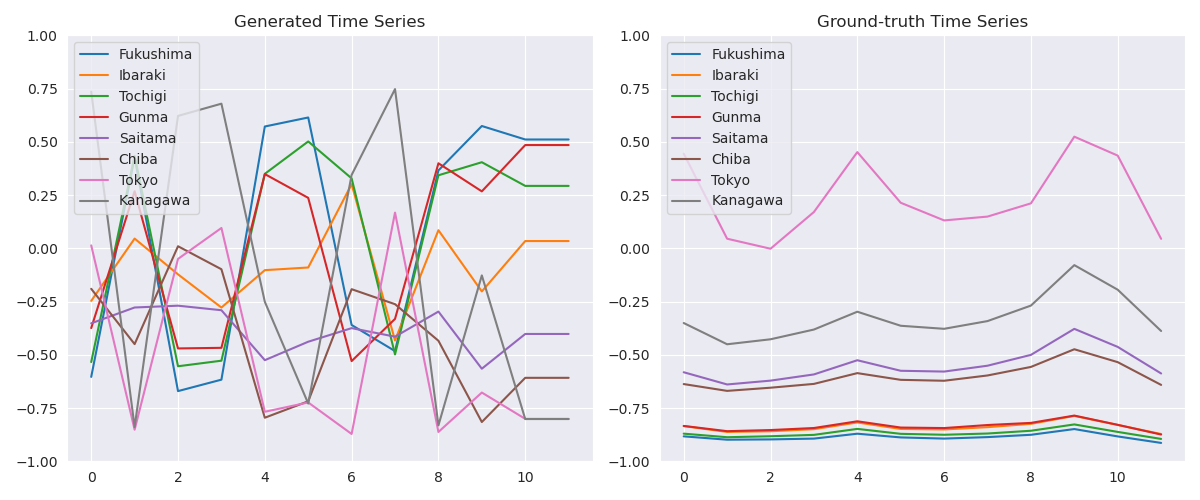 Generated Time Series
1.00
0.75
0.50
0.25
0.00
−0.25
−0.50
−0.75
−1.00
0 2 4 6 8 10
Fukushima
Ibaraki
Tochigi
Gunma
Saitama
Chiba
Tokyo
Kanagawa
Ground-truth Time Series
1.00
0.75
0.50
0.25
0.00
−0.25
−0.50
−0.75
−1.00
0 2 4 6 8 10
Fukushima
Ibaraki
Tochigi
Gunma
Saitama
Chiba
Tokyo
Kanagawa